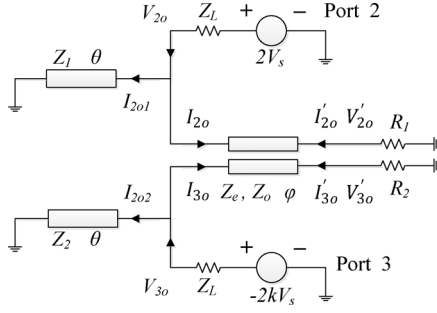 V2o ZL + − Port 2
2Vs
Z1 θ
I2o1
I2o I'2o V'2o R1
I3o Ze, Zo φ I'3o V'3o R2
I2o2
Z2 θ
V3o ZL + − Port 3
-2kVs